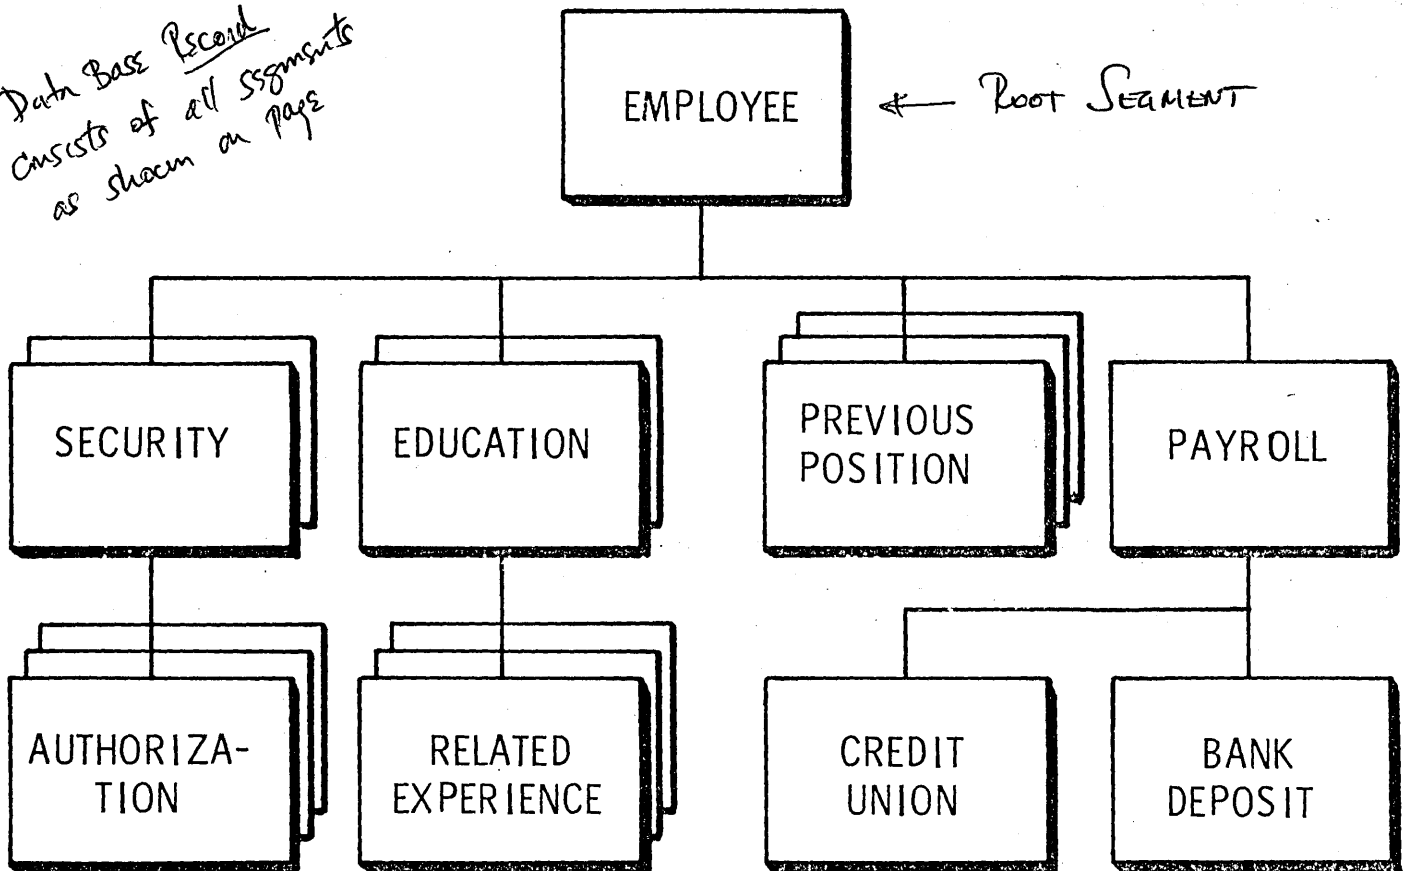 Data Base Record
consists of all segments
as shown on page
EMPLOYEE
ROOT SEGMENT
SECURITY
EDUCATION
PREVIOUS
POSITION
PAYROLL
AUTHORIZA-
TION
RELATED
EXPERIENCE
CREDIT
UNION
BANK
DEPOSIT